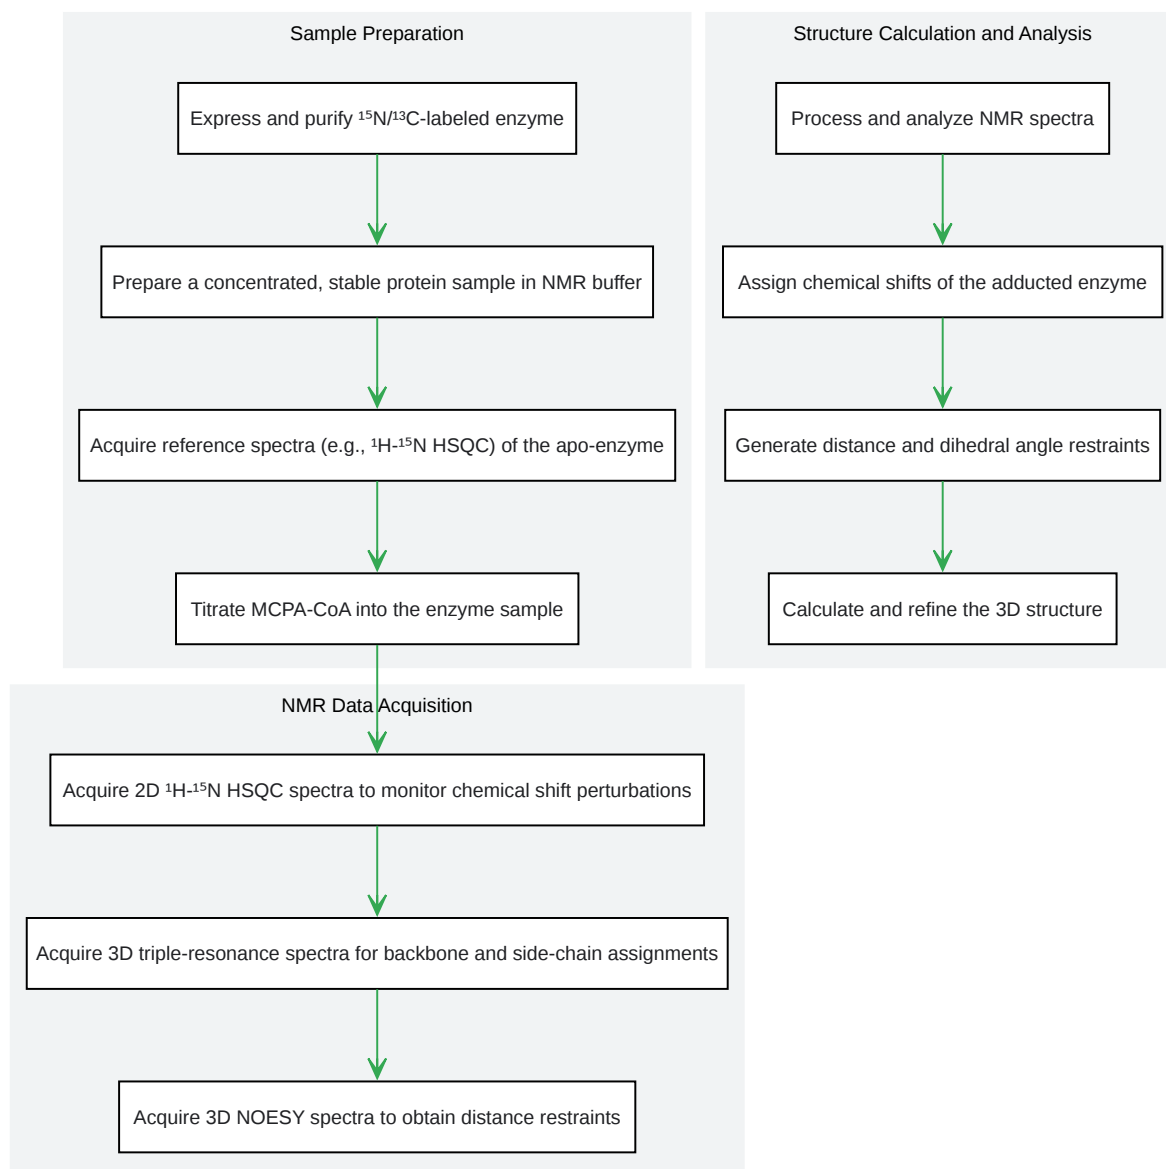 Sample Preparation
Express and purify ¹⁵N/¹³C-labeled enzyme
Prepare a concentrated, stable protein sample in NMR buffer
Acquire reference spectra (e.g., ¹H-¹⁵N HSQC) of the apo-enzyme
Titrate MCPA-CoA into the enzyme sample
NMR Data Acquisition
Acquire 2D ¹H-¹⁵N HSQC spectra to monitor chemical shift perturbations
Acquire 3D triple-resonance spectra for backbone and side-chain assignments
Acquire 3D NOESY spectra to obtain distance restraints
Structure Calculation and Analysis
Process and analyze NMR spectra
Assign chemical shifts of the adducted enzyme
Generate distance and dihedral angle restraints
Calculate and refine the 3D structure